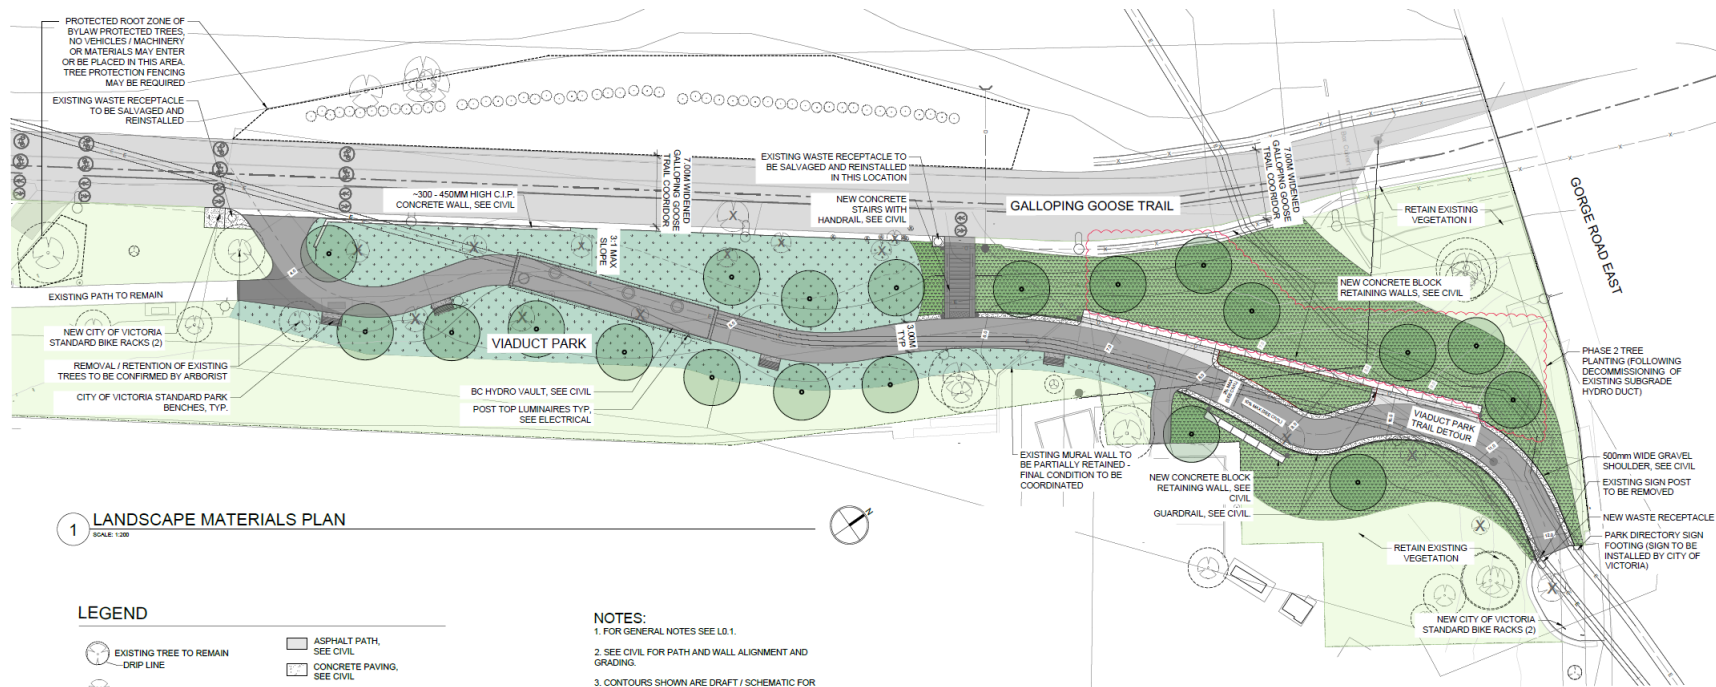 PROTECTED ROOT ZONE OF
BYLAW PROTECTED TREES,
NO VEHICLES / MACHINERY
OR MATERIALS MAY ENTER
OR BE PLACED IN THIS AREA.
TREE PROTECTION FENCING
MAY BE REQUIRED
EXISTING WASTE RECEPTACLE
TO BE SALVAGED AND
REINSTALLED
~300 - 450MM HIGH C.I.P.
CONCRETE WALL, SEE CIVIL
7.00M WIDENED
GALLOPING GOOSE
TRAIL COORIDOR
3:1 MAX
SLOPE
EXISTING WASTE RECEPTACLE TO
BE SALVAGED AND REINSTALLED
IN THIS LOCATION
NEW CONCRETE
STAIRS WITH
HANDRAIL, SEE CIVIL
GALLOPING GOOSE TRAIL
7.00M WIDENED
GALLOPING GOOSE
TRAIL COORIDOR
RETAIN EXISTING
VEGETATION I
GORGE ROAD EAST
NEW CONCRETE BLOCK
RETAINING WALLS, SEE CIVIL
EXISTING PATH TO REMAIN
NEW CITY OF VICTORIA
STANDARD BIKE RACKS (2)
REMOVAL / RETENTION OF EXISTING
TREES TO BE CONFIRMED BY ARBORIST
CITY OF VICTORIA STANDARD PARK
BENCHES, TYP.
VIADUCT PARK
BC HYDRO VAULT, SEE CIVIL
POST TOP LUMINAIRES TYP,
SEE ELECTRICAL
3.00M
TYP
PHASE 2 TREE
PLANTING (FOLLOWING
DECOMMISSIONING OF
EXISTING SUBGRADE
HYDRO DUCT)
VIADUCT PARK
TRAIL DETOUR
EXISTING MURAL WALL TO
BE PARTIALLY RETAINED -
FINAL CONDITION TO BE
COORDINATED
NEW CONCRETE BLOCK
RETAINING WALL, SEE
CIVIL
GUARDRAIL, SEE CIVIL.
500mm WIDE GRAVEL
SHOULDER, SEE CIVIL
EXISTING SIGN POST
TO BE REMOVED
NEW WASTE RECEPTACLE
PARK DIRECTORY SIGN
FOOTING (SIGN TO BE
INSTALLED BY CITY OF
VICTORIA)
RETAIN EXISTING
VEGETATION
NEW CITY OF VICTORIA
STANDARD BIKE RACKS (2)
1
LANDSCAPE MATERIALS PLAN
SCALE: 1:200
N
LEGEND
EXISTING TREE TO REMAIN
DRIP LINE
ASPHALT PATH,
SEE CIVIL
CONCRETE PAVING,
SEE CIVIL
NOTES:
1. FOR GENERAL NOTES SEE L0.1.
2. SEE CIVIL FOR PATH AND WALL ALIGNMENT AND
GRADING.
3. CONTOURS SHOWN ARE DRAFT / SCHEMATIC FOR